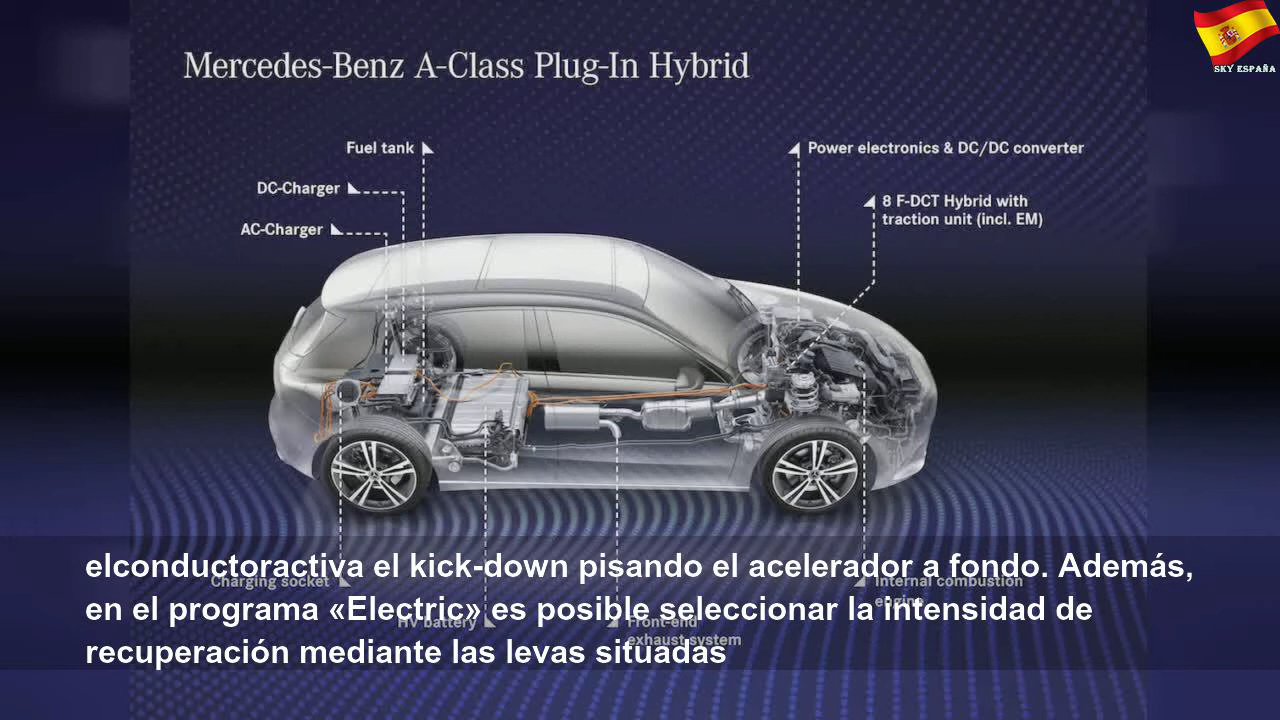 SKY ESPAÑA
Mercedes-Benz A-Class Plug-In Hybrid
Fuel tank
DC-Charger
AC-Charger
Power electronics & DC/DC converter
8 F-DCT Hybrid with
traction unit (incl. EM)
elconductoractiva el kick-down pisando el acelerador a fondo. Además,
en el programa «Electric» es posible seleccionar la intensidad de
recuperación mediante las levas situadas
Charging socket
HV battery
Front-end
exhaust system
Internal combustion
engine